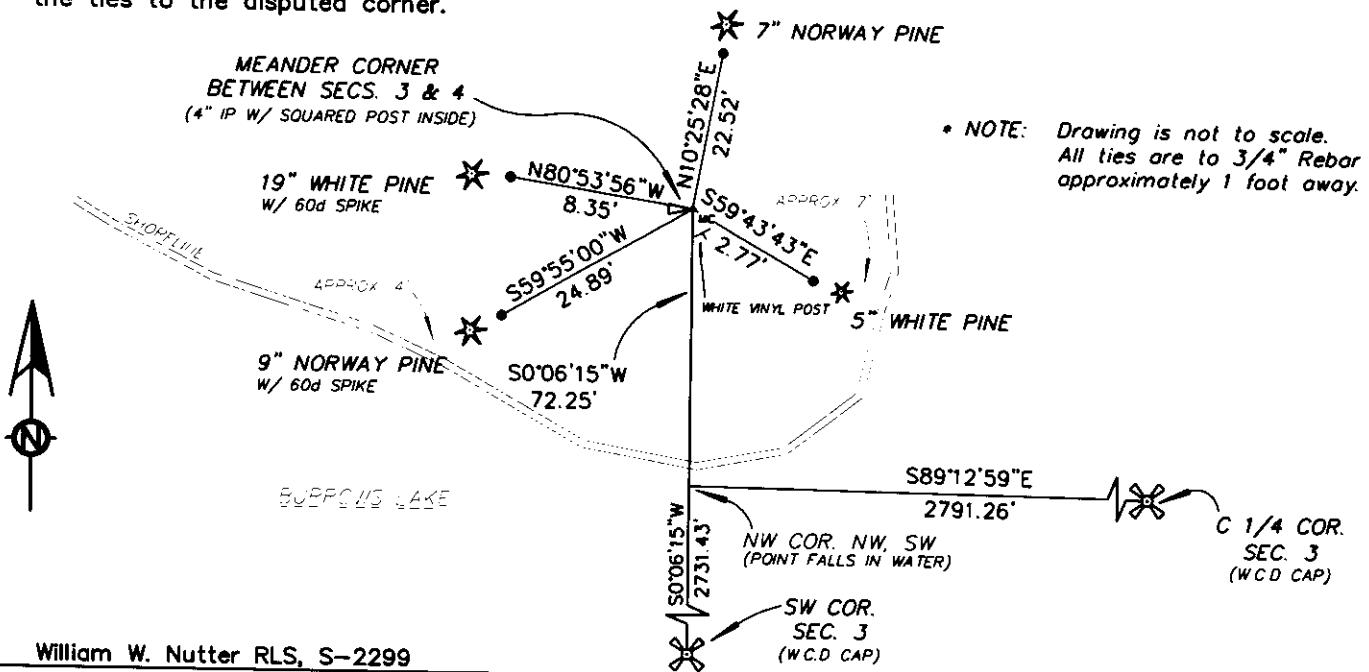 the ties to the disputed corner.
7" NORWAY PINE
MEANDER CORNER
BETWEEN SECS. 3 & 4
(4" IP W/ SQUARED POST INSIDE)
N10°25'28"E
22.52'
* NOTE: Drawing is not to scale.
All ties are to 3/4" Rebar
approximately 1 foot away.
19" WHITE PINE
W/ 60d SPIKE
N80°53'56"W
8.35'
S59°43'43"E
2.77'
APPROX 7'
MC
SHORELINE
S59°55'00"W
24.89'
APPROX 4'
WHITE VINYL POST
5" WHITE PINE
9" NORWAY PINE
W/ 60d SPIKE
S0°06'15"W
72.25'
N
BURROWS LAKE
S89°12'59"E
2791.26'
NW COR. NW, SW
(POINT FALLS IN WATER)
C 1/4 COR.
SEC. 3
(W.C.D CAP)
S0°06'15"W
2731.43'
SW COR.
SEC. 3
(W.C.D CAP)
William W. Nutter RLS, S-2299